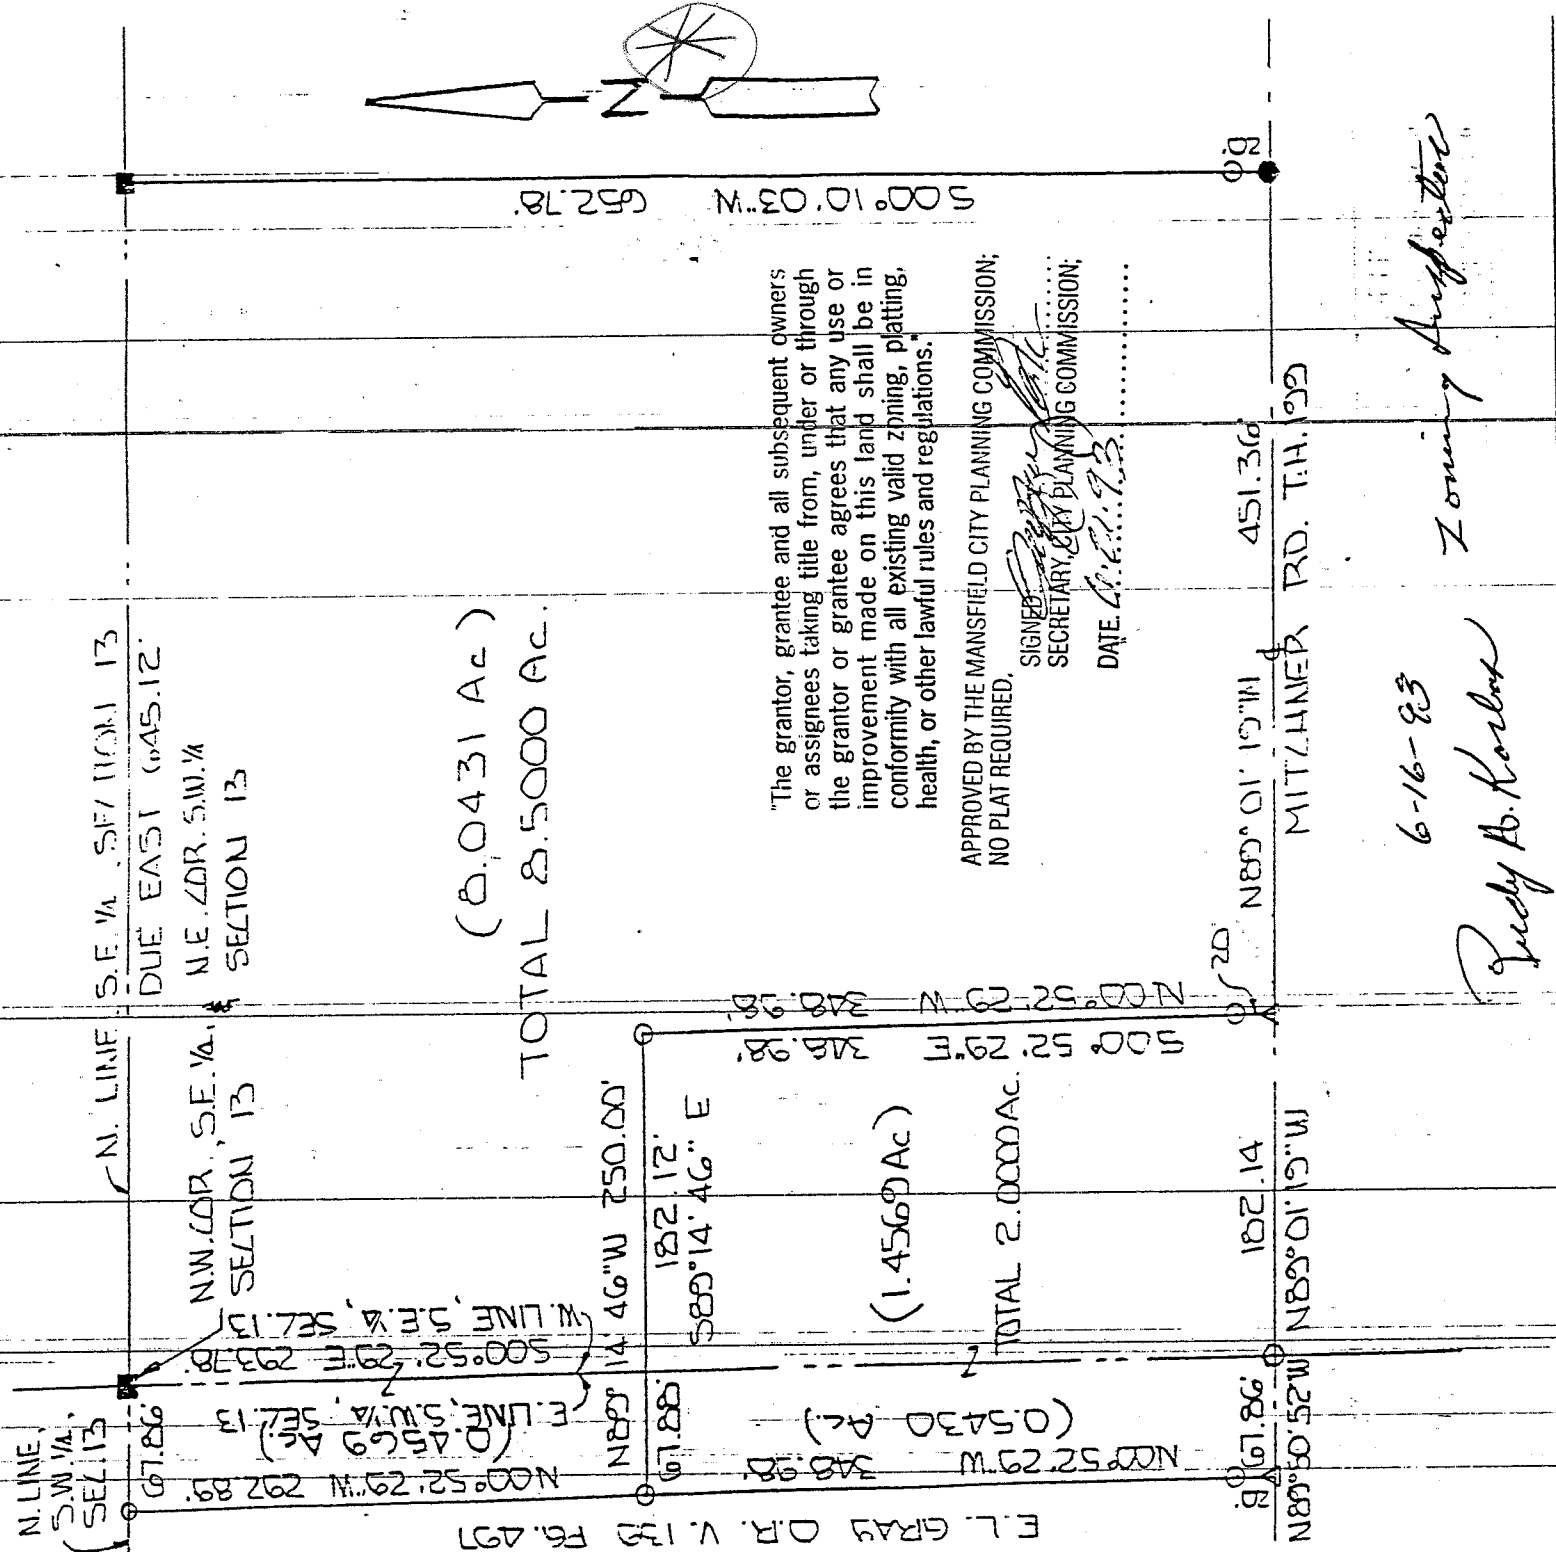 N
S00°10'03"W 652.78'
20'
N. LINE, S.E. ¼, SECTION 13
DUE EAST 645.12'
N.E. COR. S.W. ¼
SECTION 13
N.W. COR., S.E. ¼,
SECTION 13
N. LINE,
S.W. ¼,
SEC. 13
67.86'
(8.0431 Ac)
TOTAL 8.5000 Ac.
"The grantor, grantee and all subsequent owners
or assignees taking title from, under or through
the grantor or grantee agrees that any use or
improvement made on this land shall be in
conformity with all existing valid zoning, platting,
health, or other lawful rules and regulations."
APPROVED BY THE MANSFIELD CITY PLANNING COMMISSION;
NO PLAT REQUIRED.
SIGNED
SECRETARY, CITY PLANNING COMMISSION;
DATE
W. LINE, S.E. ¼, SEC. 13
S00°52'29"E 293.78'
E. LINE, S.W. ¼, SEC. 13
(0.4569 Ac.)
N00°52'29"W 292.89'
N89°14'46"W 250.00'
182.12'
S89°14'46"E
67.88'
N00°52'29"W 348.98'
S00°52'29"E 348.98'
(1.4569 Ac)
TOTAL 2.0000 Ac.
(0.5430 Ac.)
N00°52'29"W 348.98'
E.L. GRAY O.R. V. 139 PG. 497
20'
67.86'
N89°50'52"W
182.14
N89°01'19"W
20'
N89°01'19"W 451.36'
MITCHNER RD. T.H. 199
6-16-93
Rudy A.
Zoning Inspector